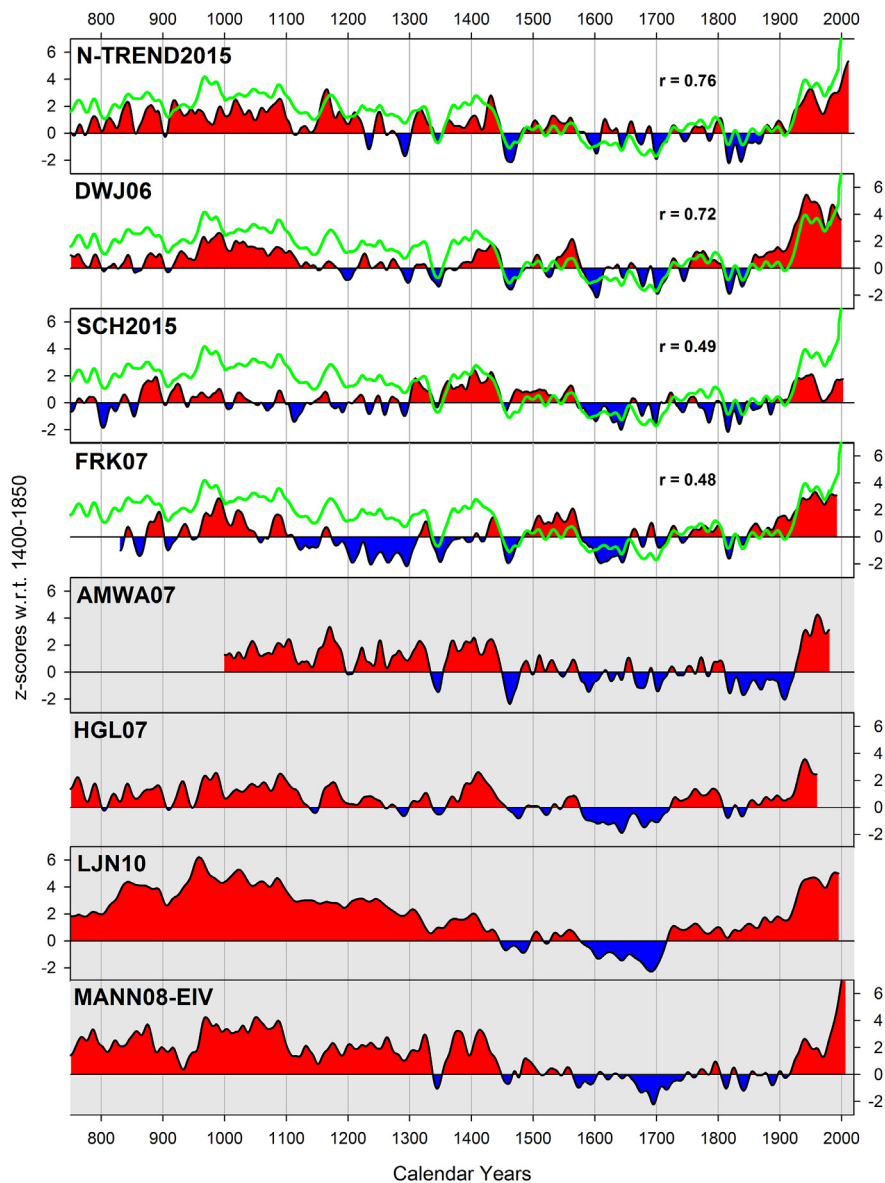 800 900 1000 1100 1200 1300 1400 1500 1600 1700 1800 1900 2000
N-TREND2015
r = 0.76
6
4
2
0
-2
DWJ06
r = 0.72
6
4
2
0
-2
SCH2015
r = 0.49
6
4
2
0
-2
FRK07
r = 0.48
6
4
2
0
-2
z-scores w.r.t. 1400-1850
AMWA07
6
4
2
0
-2
HGL07
6
4
2
0
-2
LJN10
6
4
2
0
-2
MANN08-EIV
6
4
2
0
-2
800 900 1000 1100 1200 1300 1400 1500 1600 1700 1800 1900 2000
Calendar Years